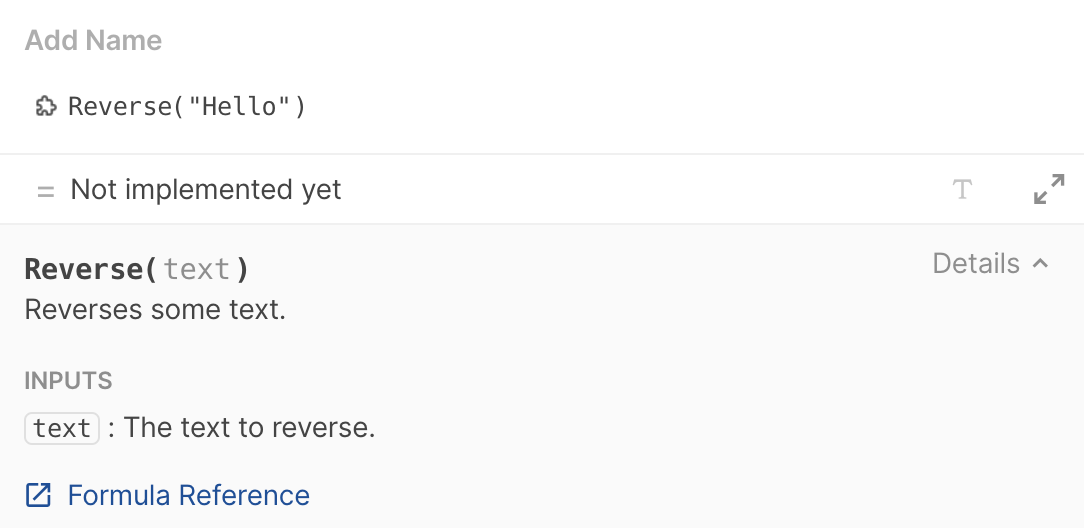 Add Name
Reverse("Hello")
= Not implemented yet T
Reverse(text) Details
Reverses some text.
INPUTS
text : The text to reverse.
Formula Reference